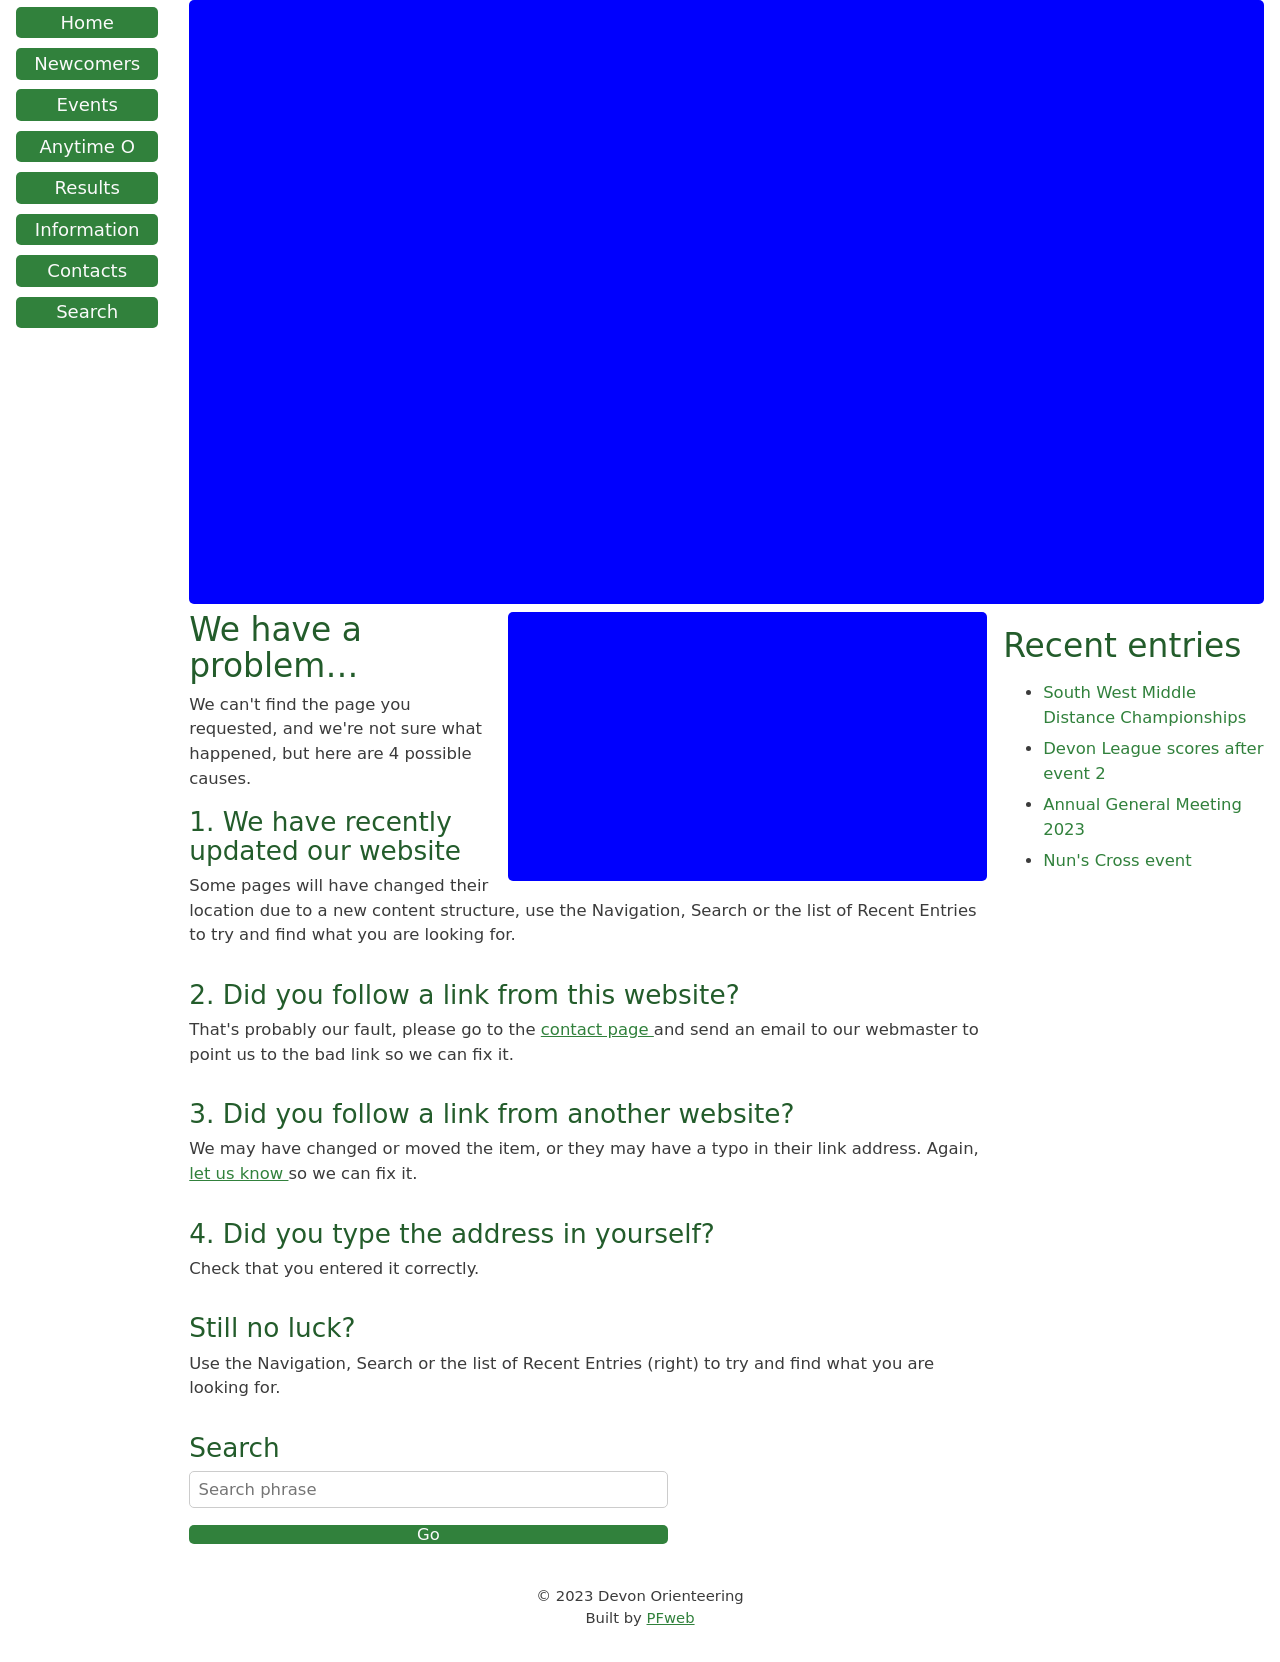 Home
Newcomers
Events
Anytime O
Results
Information
Contacts
Search
We have a
problem...
We can't find the page you
requested, and we're not sure what
happened, but here are 4 possible
causes.
1. We have recently
updated our website
Some pages will have changed their
location due to a new content structure, use the Navigation, Search or the list of Recent Entries
to try and find what you are looking for.
2. Did you follow a link from this website?
That's probably our fault, please go to the contact page and send an email to our webmaster to
point us to the bad link so we can fix it.
3. Did you follow a link from another website?
We may have changed or moved the item, or they may have a typo in their link address. Again,
let us know so we can fix it.
4. Did you type the address in yourself?
Check that you entered it correctly.
Still no luck?
Use the Navigation, Search or the list of Recent Entries (right) to try and find what you are
looking for.
Search
Search phrase
Go
Recent entries
South West Middle
Distance Championships
Devon League scores after
event 2
Annual General Meeting
2023
Nun's Cross event
© 2023 Devon Orienteering
Built by PFweb